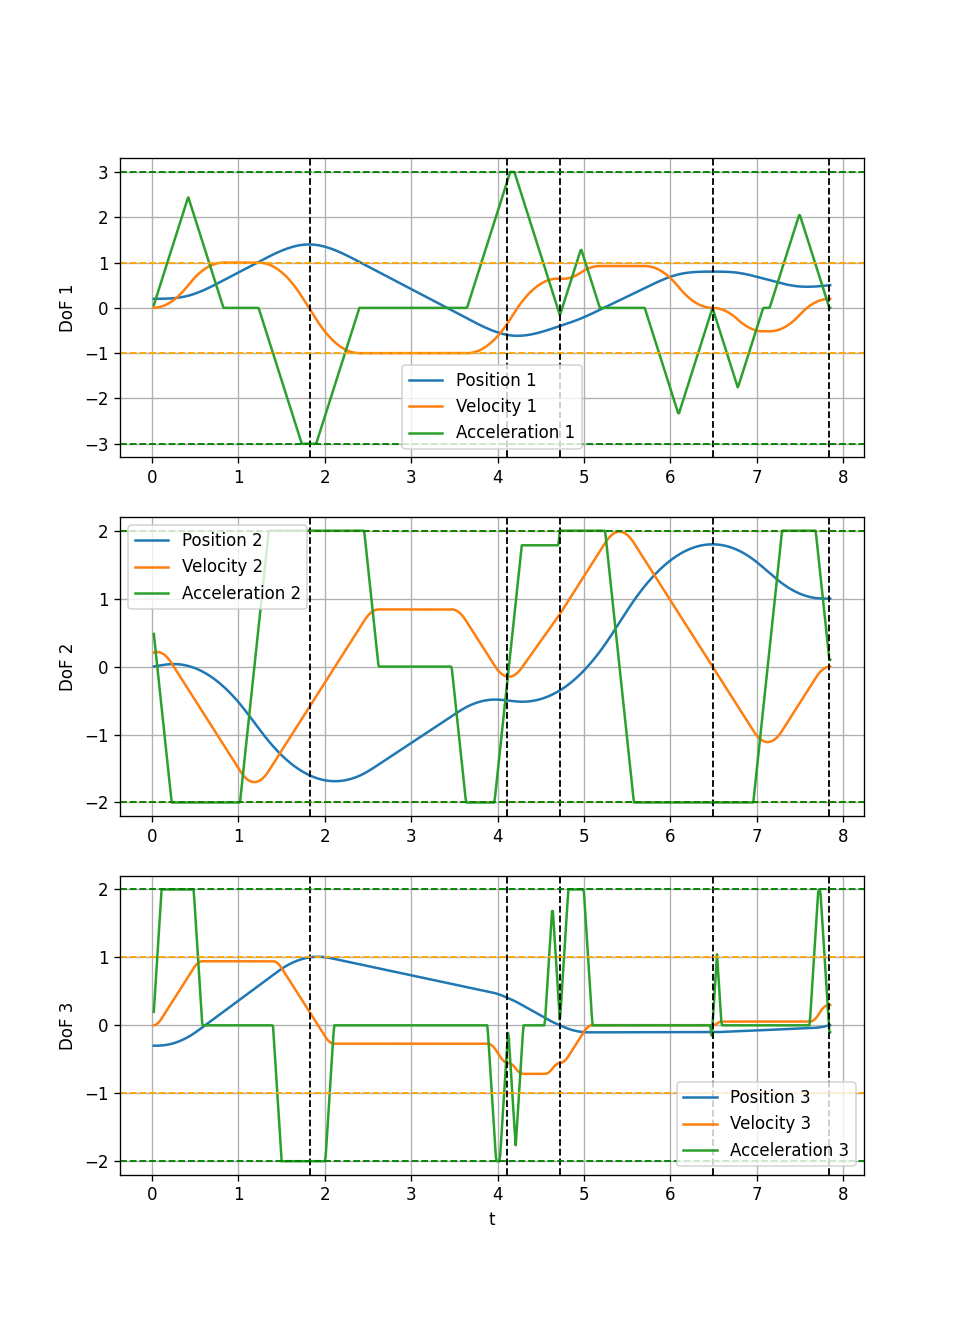 DoF 1
3
2
1
0
−1
−2
−3
Position 1
Velocity 1
Acceleration 1
0 1 2 3 4 5 6 7 8
DoF 2
2
1
0
−1
−2
Position 2
Velocity 2
Acceleration 2
0 1 2 3 4 5 6 7 8
DoF 3
2
1
0
−1
−2
Position 3
Velocity 3
Acceleration 3
0 1 2 3 4 5 6 7 8
t